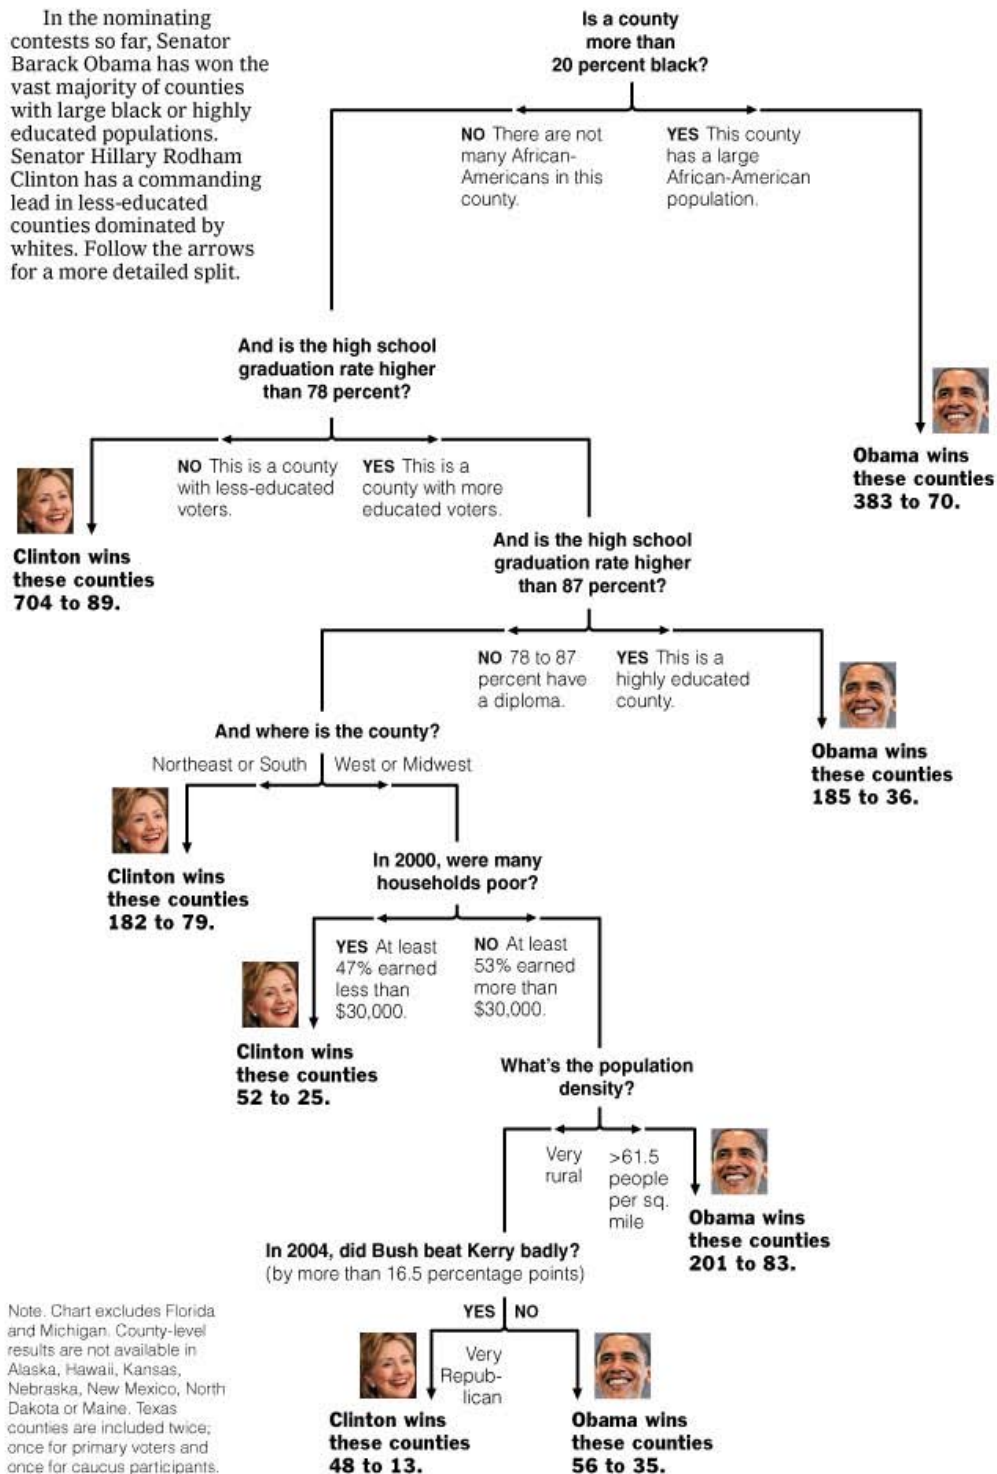 In the nominating
contests so far, Senator
Barack Obama has won the
vast majority of counties
with large black or highly
educated populations.
Senator Hillary Rodham
Clinton has a commanding
lead in less-educated
counties dominated by
whites. Follow the arrows
for a more detailed split.
Is a county
more than
20 percent black?
NO There are not
many African-
Americans in this
county.
YES This county
has a large
African-American
population.
And is the high school
graduation rate higher
than 78 percent?
Obama wins
these counties
383 to 70.
NO This is a county
with less-educated
voters.
YES This is a
county with more
educated voters.
Clinton wins
these counties
704 to 89.
And is the high school
graduation rate higher
than 87 percent?
NO 78 to 87
percent have
a diploma.
YES This is a
highly educated
county.
Obama wins
these counties
185 to 36.
And where is the county?
Northeast or South
West or Midwest
Clinton wins
these counties
182 to 79.
In 2000, were many
households poor?
YES At least
47% earned
less than
$30,000.
NO At least
53% earned
more than
$30,000.
Clinton wins
these counties
52 to 25.
What's the population
density?
Very
rural
>61.5
people
per sq.
mile
Obama wins
these counties
201 to 83.
In 2004, did Bush beat Kerry badly?
(by more than 16.5 percentage points)
YES
NO
Very
Repub-
lican
Clinton wins
these counties
48 to 13.
Obama wins
these counties
56 to 35.
Note. Chart excludes Florida
and Michigan. County-level
results are not available in
Alaska, Hawaii, Kansas,
Nebraska, New Mexico, North
Dakota or Maine. Texas
counties are included twice;
once for primary voters and
once for caucus participants.